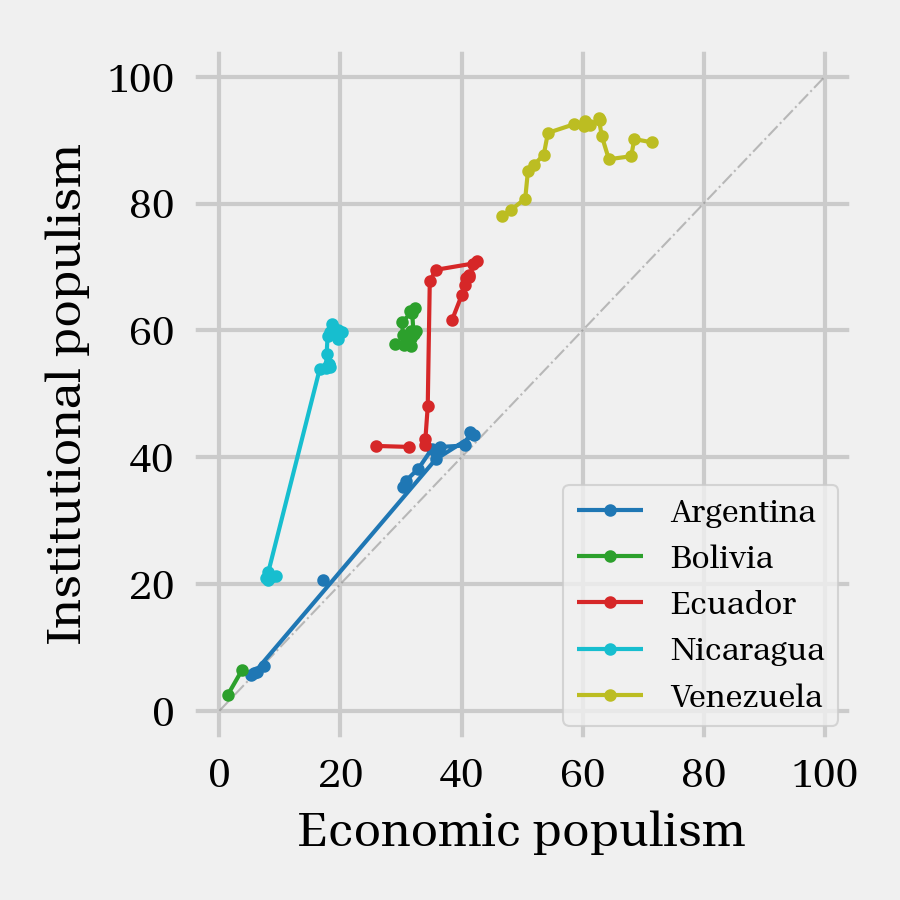 100
80
60
40
20
0
Institutional populism
0 20 40 60 80 100
Economic populism
Argentina
Bolivia
Ecuador
Nicaragua
Venezuela